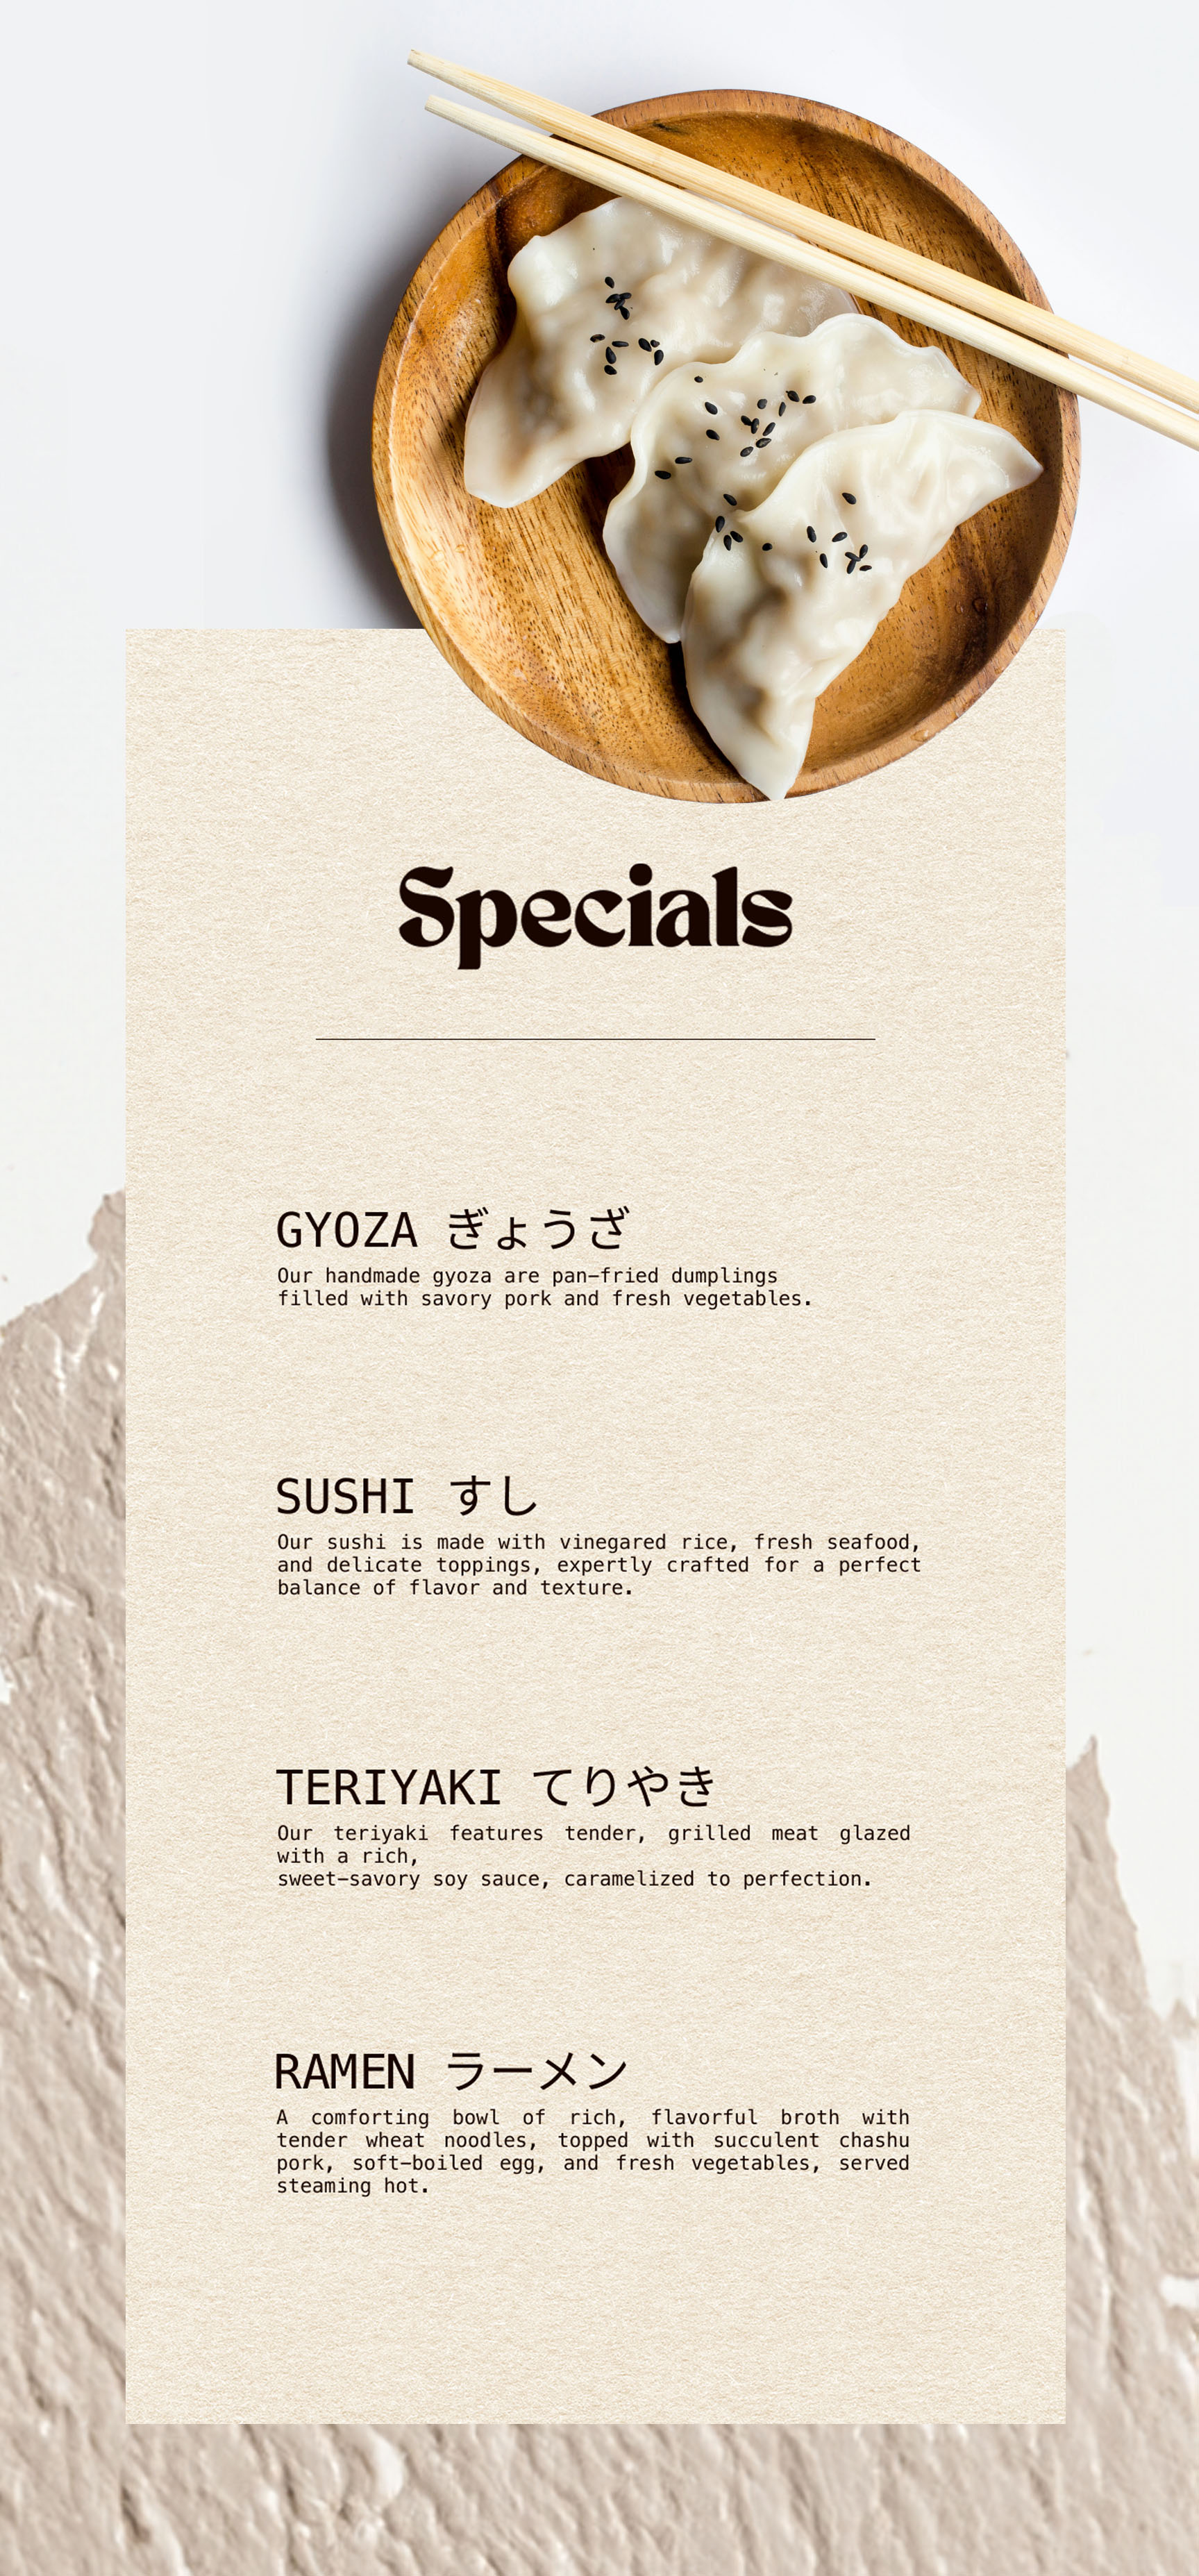 Specials
GYOZA ぎょうざ
Our handmade gyoza are pan-fried dumplings
filled with savory pork and fresh vegetables.
SUSHI すし
Our sushi is made with vinegared rice, fresh seafood,
and delicate toppings, expertly crafted for a perfect
balance of flavor and texture.
TERIYAKI てりやき
Our teriyaki features tender, grilled meat glazed
with a rich,
sweet-savory soy sauce, caramelized to perfection.
RAMEN ラーメン
A comforting bowl of rich, flavorful broth with
tender wheat noodles, topped with succulent chashu
pork, soft-boiled egg, and fresh vegetables, served
steaming hot.